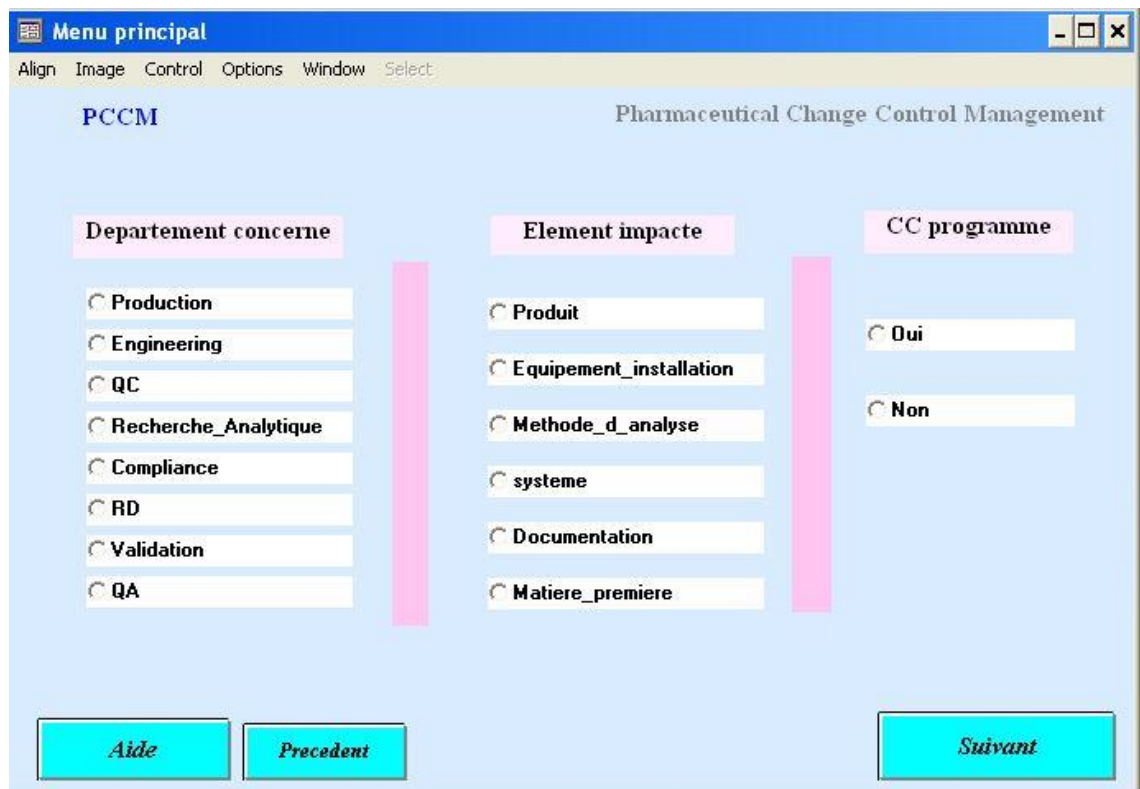 Menu principal
Align Image Control Options Window Select
PCCM
Pharmaceutical Change Control Management
Departement concerne
Production
Engineering
QC
Recherche_Analytique
Compliance
RD
Validation
QA
Element impacte
Produit
Equipement_installation
Methode_d_analyse
systeme
Documentation
Matiere_premiere
CC programme
Oui
Non
Aide
Precedent
Suivant